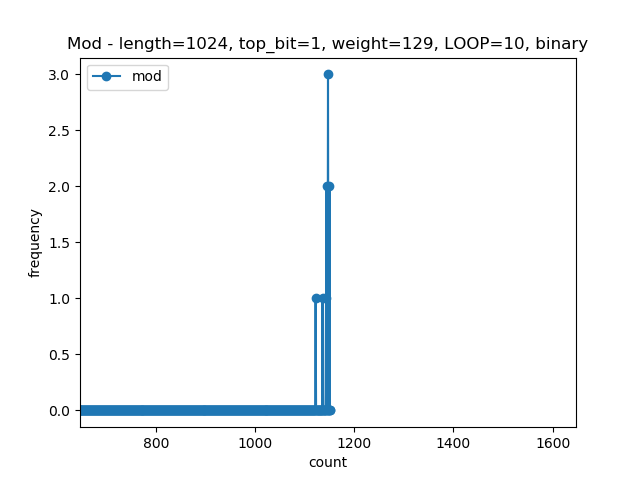 Mod - length=1024, top_bit=1, weight=129, LOOP=10, binary
mod
3.0
2.5
2.0
1.5
1.0
0.5
0.0
frequency
800 1000 1200 1400 1600
count